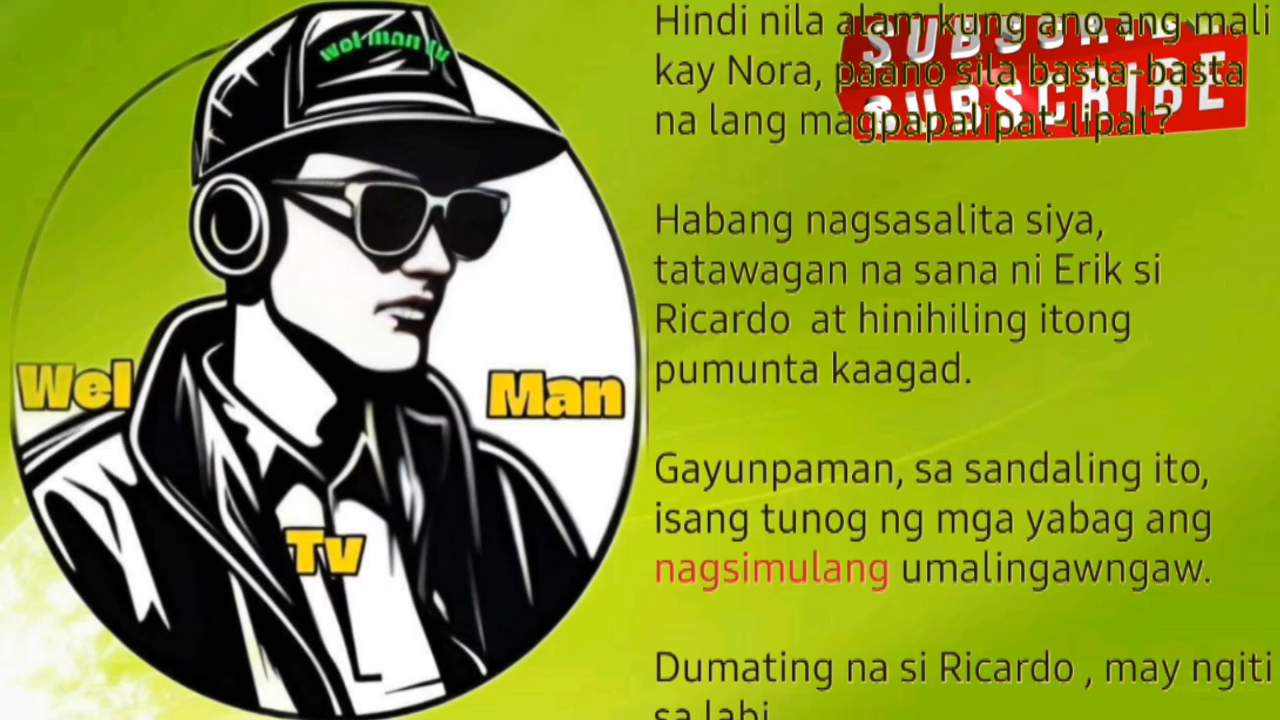 wel man tv
Wel
Man
Tv
SUBSCRIBE
SUBSCRIBE
Hindi nila alam kung ano ang mali
kay Nora, paano sila basta-basta
na lang magpapalipat-lipat?
Habang nagsasalita siya,
tatawagan na sana ni Erik si
Ricardo at hinihiling itong
pumunta kaagad.
Gayunpaman, sa sandaling ito,
isang tunog ng mga yabag ang
nagsimulang umalingawngaw.
Dumating na si Ricardo , may ngiti
sa labi